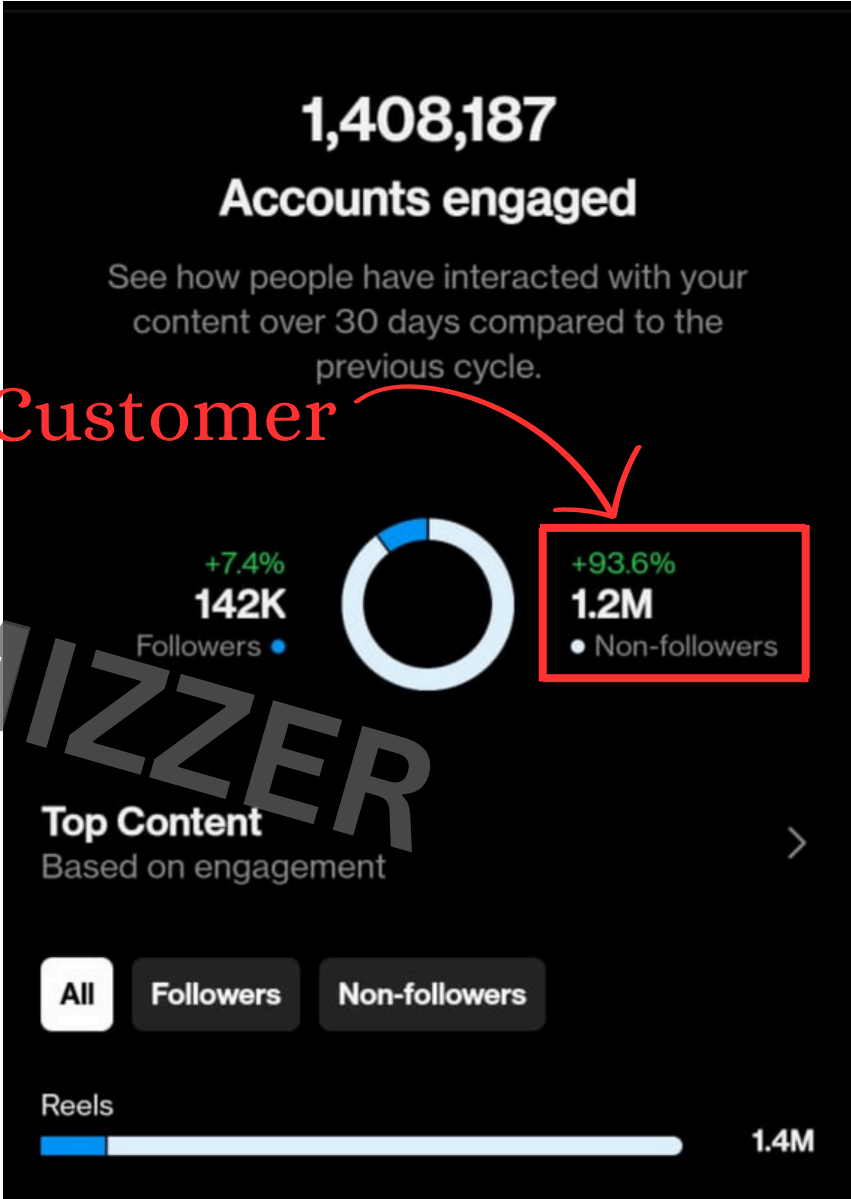 1,408,187
Accounts engaged
See how people have interacted with your
content over 30 days compared to the
previous cycle.
Customer
+7.4%
142K
Followers
+93.6%
1.2M
Non-followers
Top Content
Based on engagement
All
Followers
Non-followers
Reels
1.4M